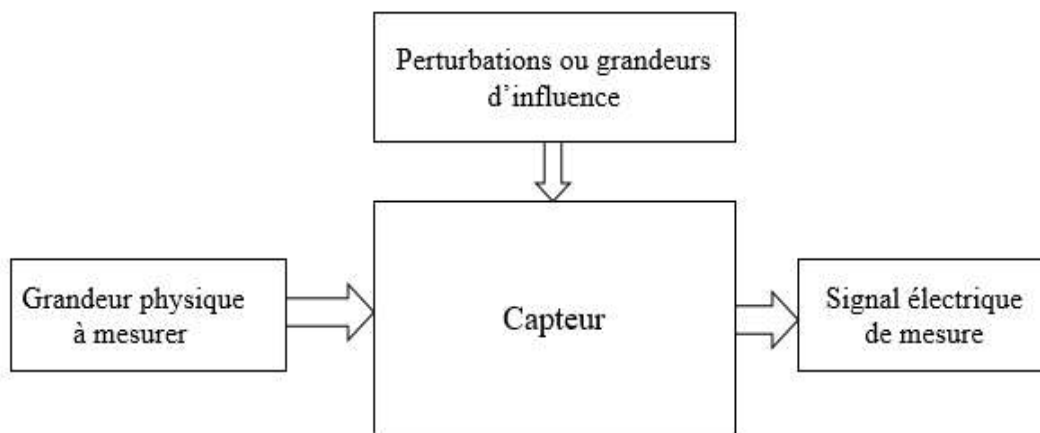 Perturbations ou grandeurs
d’influence
Grandeur physique
à mesurer
Capteur
Signal électrique
de mesure